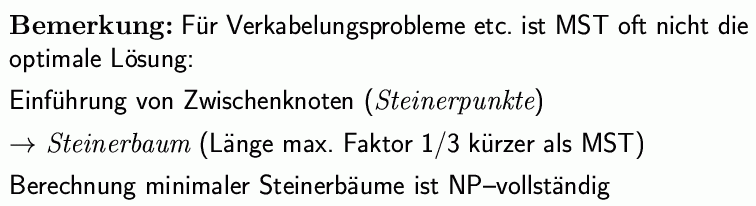 Bemerkung: Für Verkabelungsprobleme etc. ist MST oft nicht die
optimale Lösung:
Einführung von Zwischenknoten (Steinerpunkte)
→ Steinerbaum (Länge max. Faktor 1/3 kürzer als MST)
Berechnung minimaler Steinerbäume ist NP–vollständig